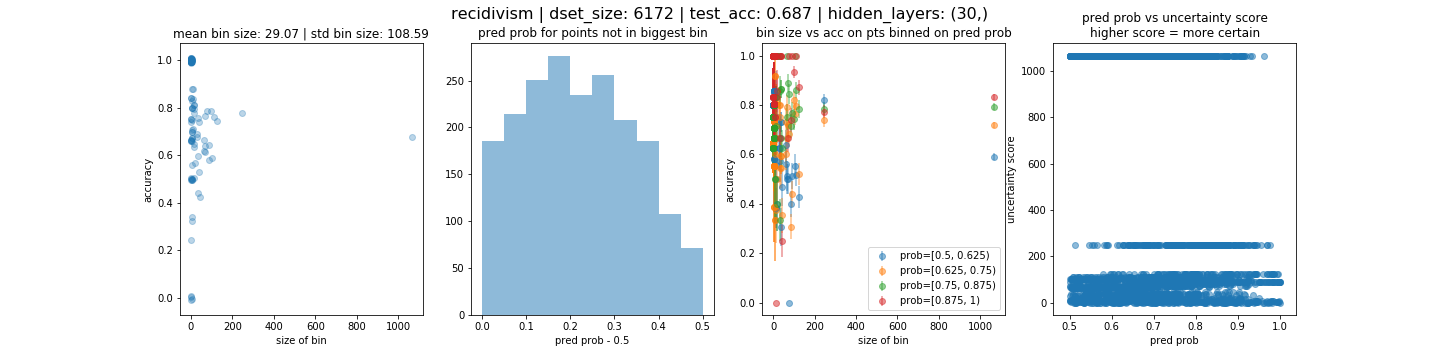 recidivism | dset_size: 6172 | test_acc: 0.687 | hidden_layers: (30,)
mean bin size: 29.07 | std bin size: 108.59
1.0
0.8
0.6
0.4
0.2
0.0
accuracy
0
200
400
600
800
1000
size of bin
pred prob for points not in biggest bin
250
200
150
100
50
0
0.0
0.1
0.2
0.3
0.4
0.5
pred prob - 0.5
bin size vs acc on pts binned on pred prob
1.0
0.8
0.6
0.4
0.2
0.0
accuracy
prob=[0.5, 0.625)
prob=[0.625, 0.75)
prob=[0.75, 0.875)
prob=[0.875, 1)
0
200
400
600
800
1000
size of bin
pred prob vs uncertainty score
higher score = more certain
1000
800
600
400
200
0
uncertainty score
0.5
0.6
0.7
0.8
0.9
1.0
pred prob